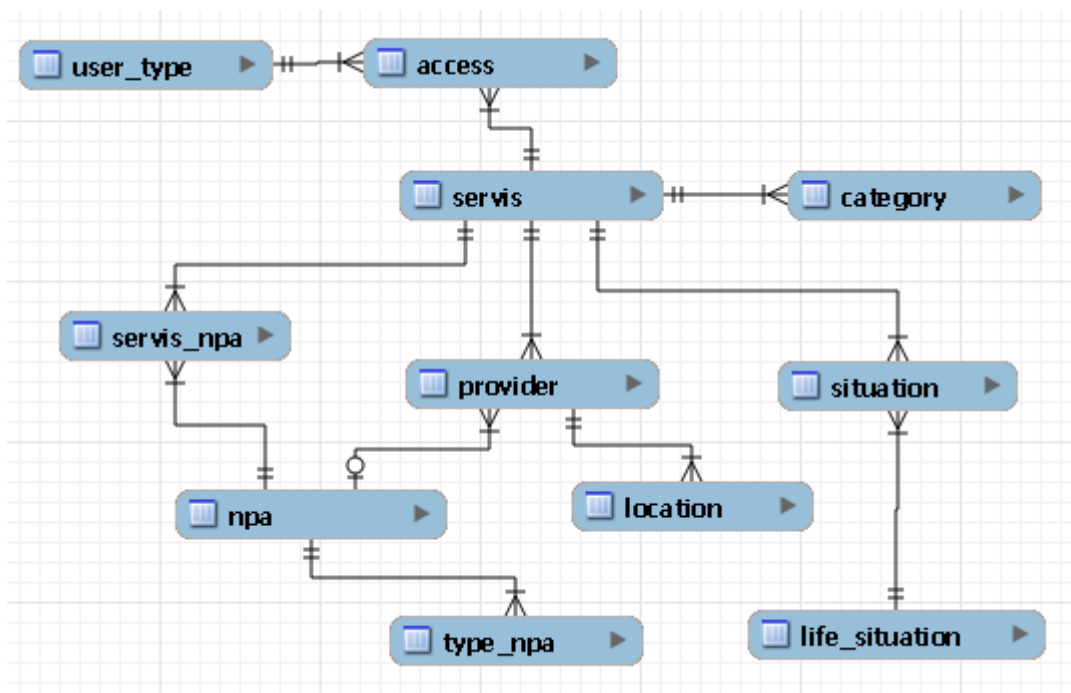 user_type
access
servis
category
servis_npa
provider
situation
npa
location
type_npa
life_situation